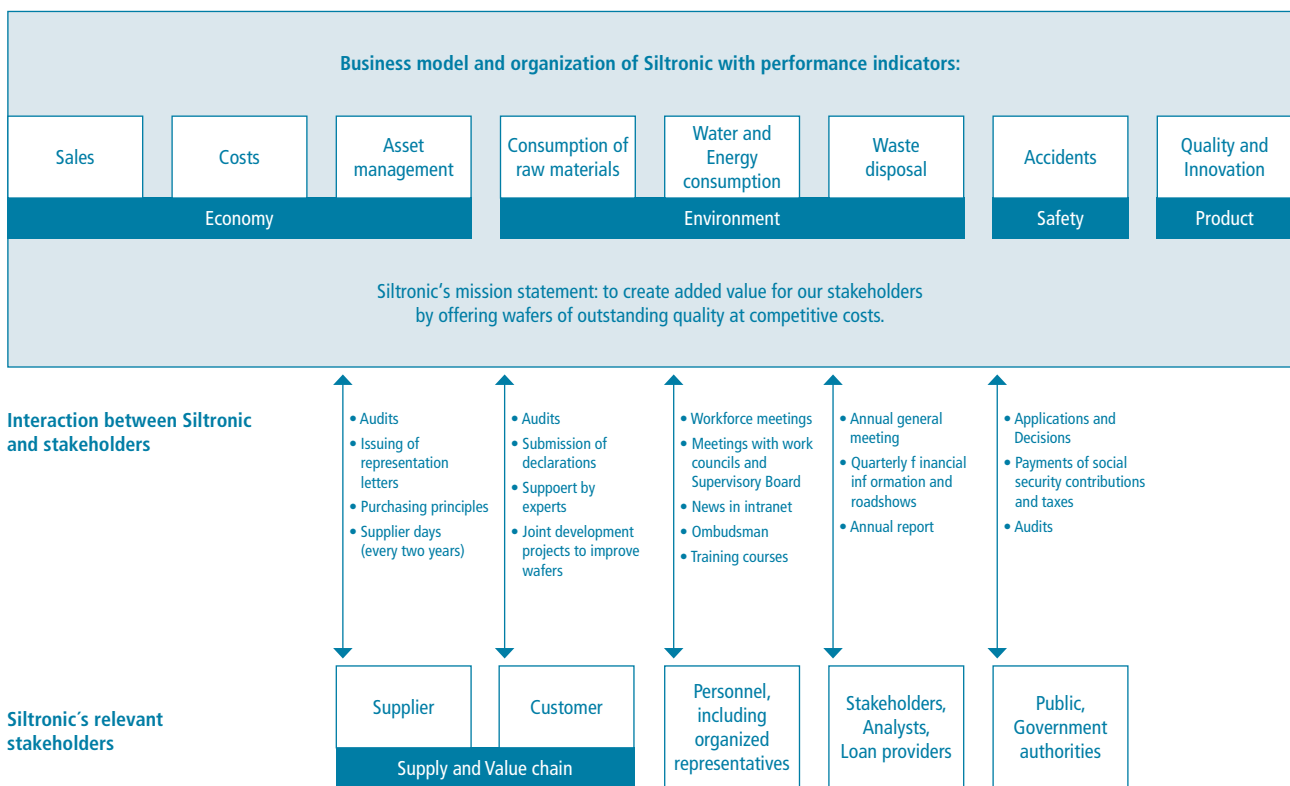 Business model and organization of Siltronic with performance indicators:
Sales
Costs
Asset
management
Consumption of
raw materials
Water and
Energy
consumption
Waste
disposal
Accidents
Quality and
Innovation
Economy
Environment
Safety
Product
Siltronic‘s mission statement: to create added value for our stakeholders
by offering wafers of outstanding quality at competitive costs.
Interaction between Siltronic
and stakeholders
• Audits
• Issuing of
representation
letters
• Purchasing principles
• Supplier days
(every two years)
• Audits
• Submission of
declarations
• Suppoert by
experts
• Joint development
projects to improve
wafers
• Workforce meetings
• Meetings with work
councils and
Supervisory Board
• News in intranet
• Ombudsman
• Training courses
• Annual general
meeting
• Quarterly f inancial
inf ormation and
roadshows
• Annual report
• Applications and
Decisions
• Payments of social
security contributions
and taxes
• Audits
Siltronic´s relevant
stakeholders
Supplier
Customer
Supply and Value chain
Personnel,
including
organized
representatives
Stakeholders,
Analysts,
Loan providers
Public,
Government
authorities